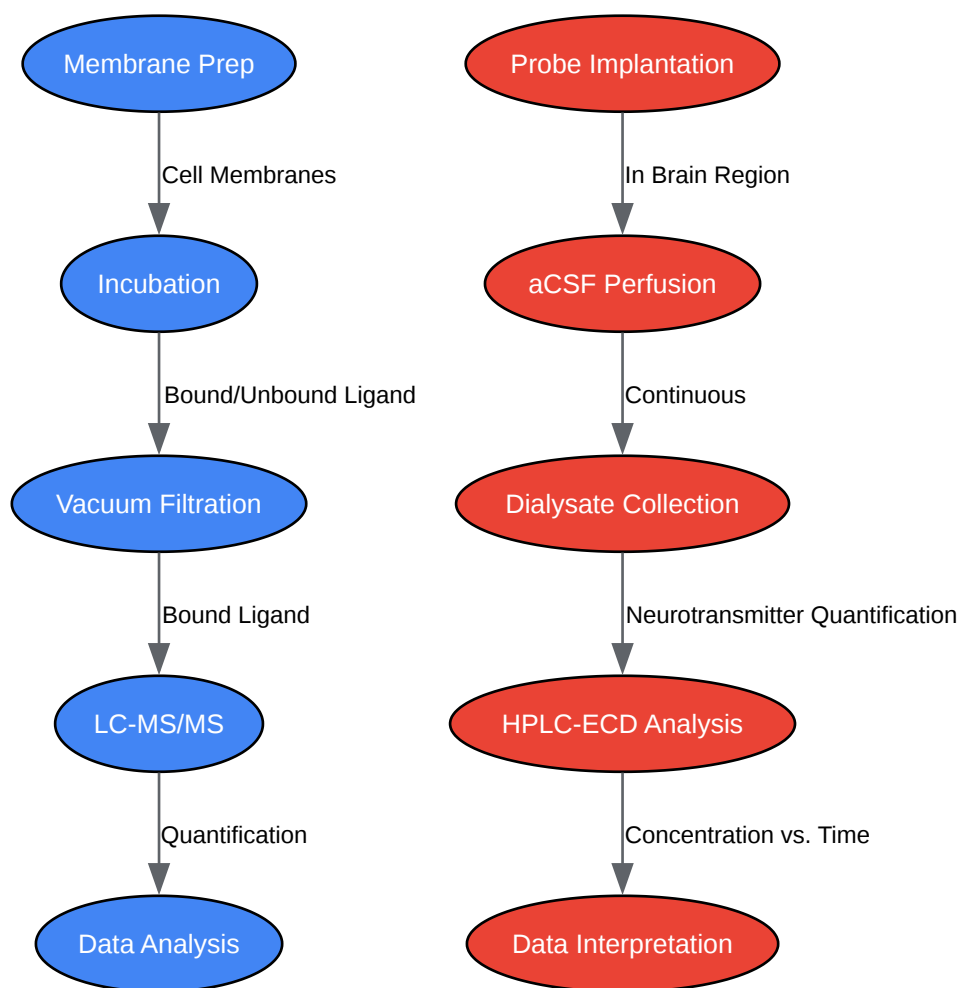 Membrane Prep
Cell Membranes
Incubation
Bound/Unbound Ligand
Vacuum Filtration
Bound Ligand
LC-MS/MS
Quantification
Data Analysis
Probe Implantation
In Brain Region
aCSF Perfusion
Continuous
Dialysate Collection
Neurotransmitter Quantification
HPLC-ECD Analysis
Concentration vs. Time
Data Interpretation